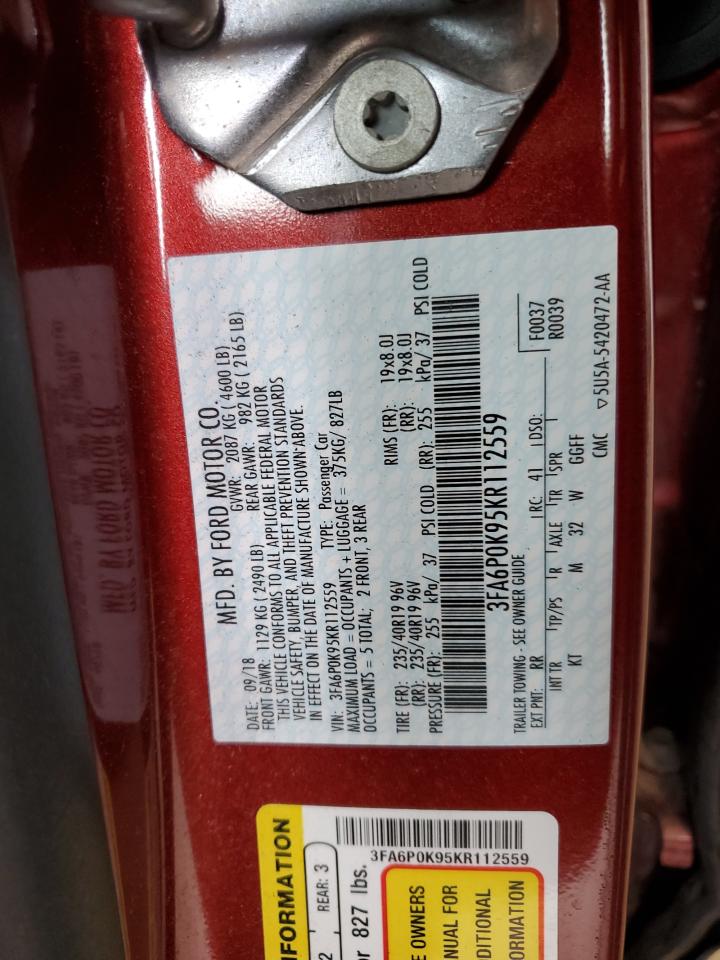 MFD. BY FORD MOTOR CO.
DATE: 09/18 GVWR: 2087 KG ( 4600 LB)
FRONT GAWR: 1129 KG ( 2490 LB) REAR GAWR: 982 KG ( 2165 LB)
THIS VEHICLE CONFORMS TO ALL APPLICABLE FEDERAL MOTOR
VEHICLE SAFETY, BUMPER, AND THEFT PREVENTION STANDARDS
IN EFFECT ON THE DATE OF MANUFACTURE SHOWN ABOVE.
VIN: 3FA6P0K95KR112559 TYPE: Passenger Car
MAXIMUM LOAD = OCCUPANTS + LUGGAGE = 375KG/ 827LB
OCCUPANTS = 5 TOTAL; 2 FRONT, 3 REAR
TIRE (FR): 235/40R19 96V RIMS (FR): 19x8.0J
(RR): 235/40R19 96V (RR): 19x8.0J
PRESSURE (FR): 255 kPa/ 37 PSI COLD (RR): 255 kPa/ 37 PSI COLD
3FA6P0K95KR112559
TRAILER TOWING - SEE OWNER GUIDE
F0037
R0039
EXT PNT: RR RC: 41 DSO:
INT TR TP/PS R AXLE TR SPR
KT M 32 W GGFF
CMC ▽5U5A-5420472-AA
FORMATION
2 REAR: 3
r 827 lbs.
3FA6P0K95KR112559
E OWNERS
NUAL FOR
DITIONAL
ORMATION